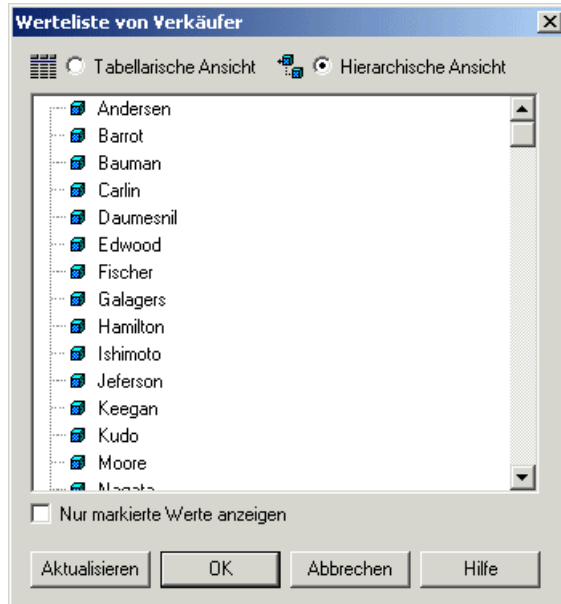 Werteliste von Verkäufer
Tabellarische Ansicht Hierarchische Ansicht
Andersen
Barrot
Bauman
Carlin
Daumesnil
Edwood
Fischer
Galagers
Hamilton
Ishimoto
Jeferson
Keegan
Kudo
Moore
Nagata
Nur markierte Werte anzeigen
Aktualisieren OK Abbrechen Hilfe